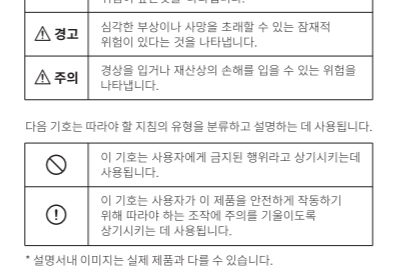 ⚠ 경고
심각한 부상이나 사망을 초래할 수 있는 잠재적
위험이 있다는 것을 나타냅니다.
⚠ 주의
경상을 입거나 재산상의 손해를 입을 수 있는 위험을
나타냅니다.
다음 기호는 따라야 할 지침의 유형을 분류하고 설명하는 데 사용됩니다.
이 기호는 사용자에게 금지된 행위라고 상기시키는데
사용됩니다.
이 기호는 사용자가 이 제품을 안전하게 작동하기
위해 따라야 하는 조작에 주의를 기울이도록
상기시키는 데 사용됩니다.
* 설명서내 이미지는 실제 제품과 다를 수 있습니다.